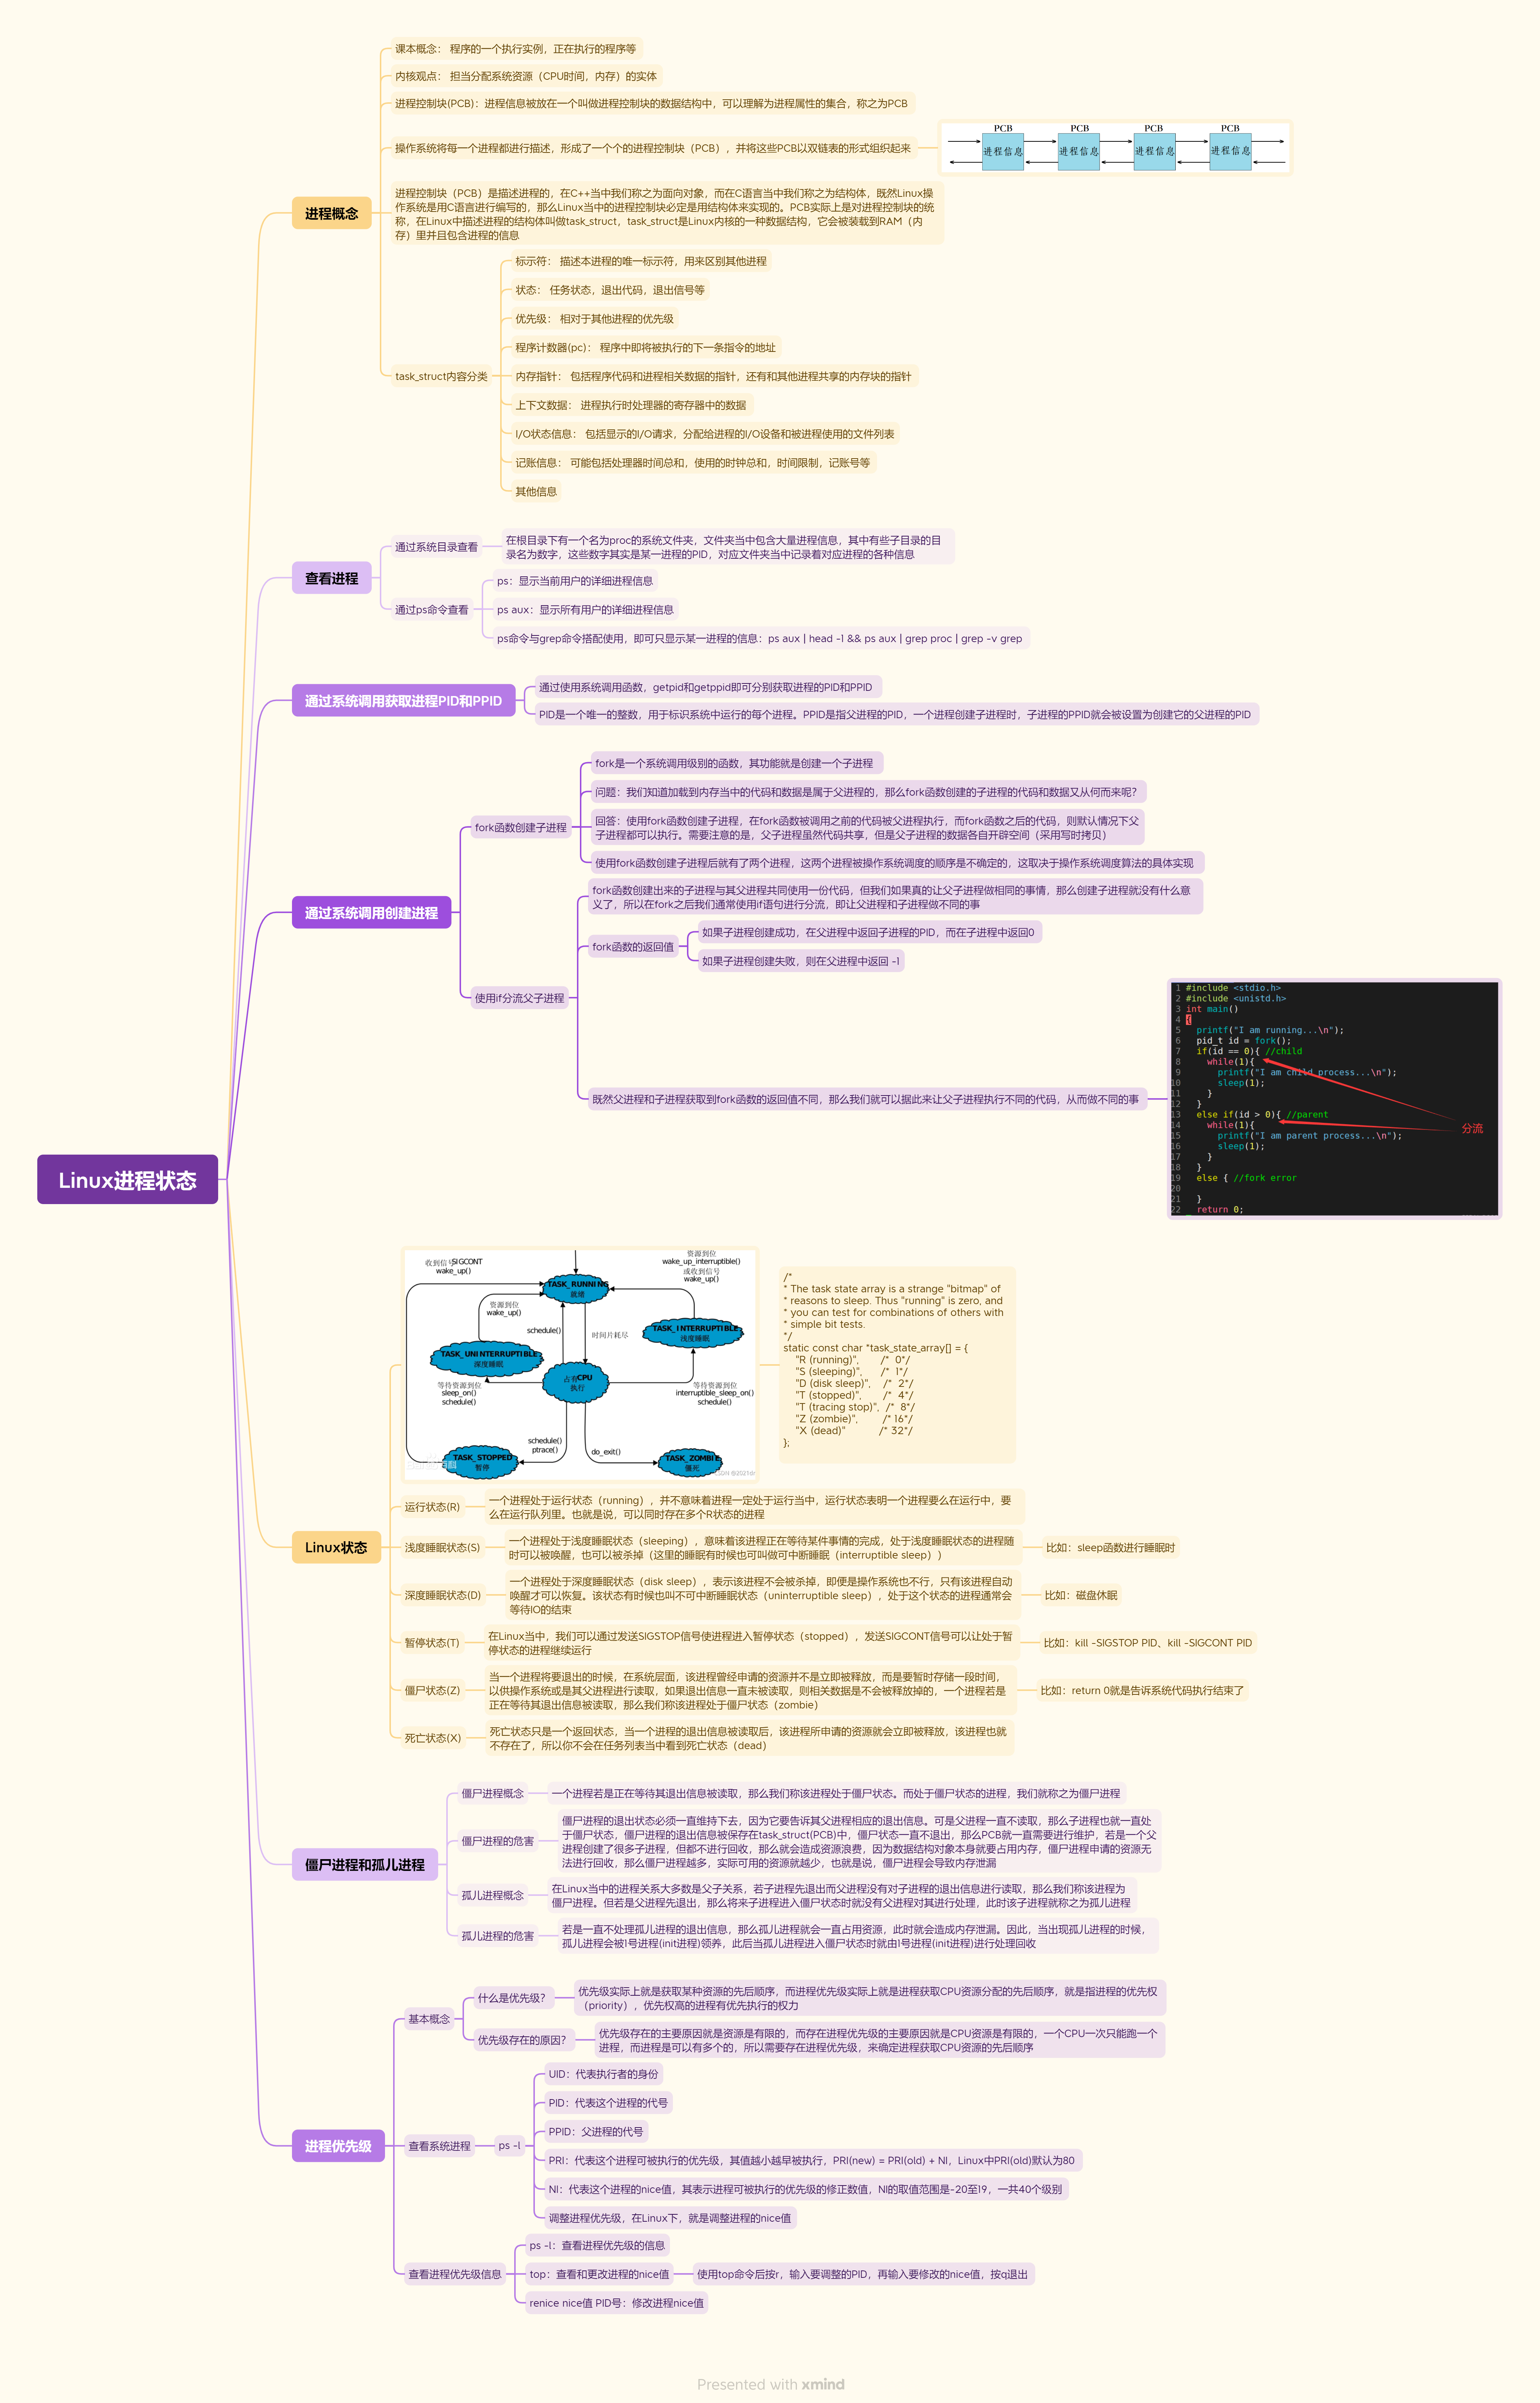 Linux进程状态
进程概念
课本概念： 程序的一个执行实例，正在执行的程序等
内核观点： 担当分配系统资源（CPU时间，内存）的实体
进程控制块(PCB)：进程信息被放在一个叫做进程控制块的数据结构中，可以理解为进程属性的集合，称之为PCB
操作系统将每一个进程都进行描述，形成了一个个的进程控制块（PCB），并将这些PCB以双链表的形式组织起来
PCB PCB PCB PCB
进程信息 进程信息 进程信息 进程信息
进程控制块（PCB）是描述进程的，在C++当中我们称之为面向对象，而在C语言当中我们称之为结构体，既然Linux操
作系统是用C语言进行编写的，那么Linux当中的进程控制块必定是用结构体来实现的。PCB实际上是对进程控制块的统
称，在Linux中描述进程的结构体叫做task_struct，task_struct是Linux内核的一种数据结构，它会被装载到RAM（内
存）里并且包含进程的信息
task_struct内容分类
标示符： 描述本进程的唯一标示符，用来区别其他进程
状态： 任务状态，退出代码，退出信号等
优先级： 相对于其他进程的优先级
程序计数器(pc)： 程序中即将被执行的下一条指令的地址
内存指针： 包括程序代码和进程相关数据的指针，还有和其他进程共享的内存块的指针
上下文数据： 进程执行时处理器的寄存器中的数据
I/O状态信息： 包括显示的I/O请求，分配给进程的I/O设备和被进程使用的文件列表
记账信息： 可能包括处理器时间总和，使用的时钟总和，时间限制，记账号等
其他信息
查看进程
通过系统目录查看
在根目录下有一个名为proc的系统文件夹，文件夹当中包含大量进程信息，其中有些子目录的目
录名为数字，这些数字其实是某一进程的PID，对应文件夹当中记录着对应进程的各种信息
通过ps命令查看
ps：显示当前用户的详细进程信息
ps aux：显示所有用户的详细进程信息
ps命令与grep命令搭配使用，即可只显示某一进程的信息：ps aux | head -1 && ps aux | grep proc | grep -v grep
通过系统调用获取进程PID和PPID
通过使用系统调用函数，getpid和getppid即可分别获取进程的PID和PPID
PID是一个唯一的整数，用于标识系统中运行的每个进程。PPID是指父进程的PID，一个进程创建子进程时，子进程的PPID就会被设置为创建它的父进程的PID
通过系统调用创建进程
fork函数创建子进程
fork是一个系统调用级别的函数，其功能就是创建一个子进程
问题：我们知道加载到内存当中的代码和数据是属于父进程的，那么fork函数创建的子进程的代码和数据又从何而来呢？
回答：使用fork函数创建子进程，在fork函数被调用之前的代码被父进程执行，而fork函数之后的代码，则默认情况下父
子进程都可以执行。需要注意的是，父子进程虽然代码共享，但是父子进程的数据各自开辟空间（采用写时拷贝）
使用fork函数创建子进程后就有了两个进程，这两个进程被操作系统调度的顺序是不确定的，这取决于操作系统调度算法的具体实现
使用if分流父子进程
fork函数创建出来的子进程与其父进程共同使用一份代码，但我们如果真的让父子进程做相同的事情，那么创建子进程就没有什么意
义了，所以在fork之后我们通常使用if语句进行分流，即让父进程和子进程做不同的事
fork函数的返回值
如果子进程创建成功，在父进程中返回子进程的PID，而在子进程中返回0
如果子进程创建失败，则在父进程中返回 -1
既然父进程和子进程获取到fork函数的返回值不同，那么我们就可以据此来让父子进程执行不同的代码，从而做不同的事
1 #include <stdio.h>
2 #include <unistd.h>
3 int main()
4 {
5 printf("I am running...\n");
6 pid_t id = fork();
7 if(id == 0){ //child
8 while(1){
9 printf("I am child process...\n");
10 sleep(1);
11 }
12 }
13 else if(id > 0){ //parent
14 while(1){
15 printf("I am parent process...\n");
16 sleep(1);
17 }
18 }
19 else { //fork error
20
21 }
22 return 0;
分流
Linux状态
收到信号SIGCONT
wake_up()
TASK_RUNNING
就绪
资源到位
wake_up_interruptible()
或收到信号
wake_up()
资源到位
wake_up()
schedule()
时间片耗尽
TASK_INTERRUPTIBLE
浅度睡眠
TASK_UNINTERRUPTIBLE
深度睡眠
占有CPU
执行
等待资源到位
sleep_on()
schedule()
等待资源到位
interruptible_sleep_on()
schedule()
schedule()
ptrace()
do_exit()
TASK_STOPPED
暂停
TASK_ZOMBIE
僵死
/*
* The task state array is a strange "bitmap" of
* reasons to sleep. Thus "running" is zero, and
* you can test for combinations of others with
* simple bit tests.
*/
static const char *task_state_array[] = {
"R (running)", /* 0*/
"S (sleeping)", /* 1*/
"D (disk sleep)", /* 2*/
"T (stopped)", /* 4*/
"T (tracing stop)", /* 8*/
"Z (zombie)", /* 16*/
"X (dead)" /* 32*/
};
运行状态(R)
一个进程处于运行状态（running），并不意味着进程一定处于运行当中，运行状态表明一个进程要么在运行中，要
么在运行队列里。也就是说，可以同时存在多个R状态的进程
浅度睡眠状态(S)
一个进程处于浅度睡眠状态（sleeping），意味着该进程正在等待某件事情的完成，处于浅度睡眠状态的进程随
时可以被唤醒，也可以被杀掉（这里的睡眠有时候也可叫做可中断睡眠（interruptible sleep））
比如：sleep函数进行睡眠时
深度睡眠状态(D)
一个进程处于深度睡眠状态（disk sleep），表示该进程不会被杀掉，即便是操作系统也不行，只有该进程自动
唤醒才可以恢复。该状态有时候也叫不可中断睡眠状态（uninterruptible sleep），处于这个状态的进程通常会
等待IO的结束
比如：磁盘休眠
暂停状态(T)
在Linux当中，我们可以通过发送SIGSTOP信号使进程进入暂停状态（stopped），发送SIGCONT信号可以让处于暂
停状态的进程继续运行
比如：kill -SIGSTOP PID、kill -SIGCONT PID
僵尸状态(Z)
当一个进程将要退出的时候，在系统层面，该进程曾经申请的资源并不是立即被释放，而是要暂时存储一段时间，
以供操作系统或是其父进程进行读取，如果退出信息一直未被读取，则相关数据是不会被释放掉的，一个进程若是
正在等待其退出信息被读取，那么我们称该进程处于僵尸状态（zombie）
比如：return 0就是告诉系统代码执行结束了
死亡状态(X)
死亡状态只是一个返回状态，当一个进程的退出信息被读取后，该进程所申请的资源就会立即被释放，该进程也就
不存在了，所以你不会在任务列表当中看到死亡状态（dead）
僵尸进程和孤儿进程
僵尸进程概念
一个进程若是正在等待其退出信息被读取，那么我们称该进程处于僵尸状态。而处于僵尸状态的进程，我们就称之为僵尸进程
僵尸进程的危害
僵尸进程的退出状态必须一直维持下去，因为它要告诉其父进程相应的退出信息。可是父进程一直不读取，那么子进程也就一直处
于僵尸状态，僵尸进程的退出信息被保存在task_struct(PCB)中，僵尸状态一直不退出，那么PCB就一直需要进行维护，若是一个父
进程创建了很多子进程，但都不进行回收，那么就会造成资源浪费，因为数据结构对象本身就要占用内存，僵尸进程申请的资源无
法进行回收，那么僵尸进程越多，实际可用的资源就越少，也就是说，僵尸进程会导致内存泄漏
孤儿进程概念
在Linux当中的进程关系大多数是父子关系，若子进程先退出而父进程没有对子进程的退出信息进行读取，那么我们称该进程为
僵尸进程。但若是父进程先退出，那么将来子进程进入僵尸状态时就没有父进程对其进行处理，此时该子进程就称之为孤儿进程
孤儿进程的危害
若是一直不处理孤儿进程的退出信息，那么孤儿进程就会一直占用资源，此时就会造成内存泄漏。因此，当出现孤儿进程的时候，
孤儿进程会被1号进程(init进程)领养，此后当孤儿进程进入僵尸状态时就由1号进程(init进程)进行处理回收
进程优先级
基本概念
什么是优先级？
优先级实际上就是获取某种资源的先后顺序，而进程优先级实际上就是进程获取CPU资源分配的先后顺序，就是指进程的优先权
（priority），优先权高的进程有优先执行的权力
优先级存在的原因？
优先级存在的主要原因就是资源是有限的，而存在进程优先级的主要原因就是CPU资源是有限的，一个CPU一次只能跑一个
进程，而进程是可以有多个的，所以需要存在进程优先级，来确定进程获取CPU资源的先后顺序
查看系统进程
ps -l
UID：代表执行者的身份
PID：代表这个进程的代号
PPID：父进程的代号
PRI：代表这个进程可被执行的优先级，其值越小越早被执行，PRI(new) = PRI(old) + NI，Linux中PRI(old)默认为80
NI：代表这个进程的nice值，其表示进程可被执行的优先级的修正数值，NI的取值范围是-20至19，一共40个级别
调整进程优先级，在Linux下，就是调整进程的nice值
查看进程优先级信息
ps -l：查看进程优先级的信息
top：查看和更改进程的nice值
使用top命令后按r，输入要调整的PID，再输入要修改的nice值，按q退出
renice nice值 PID号：修改进程nice值
Presented with xmind